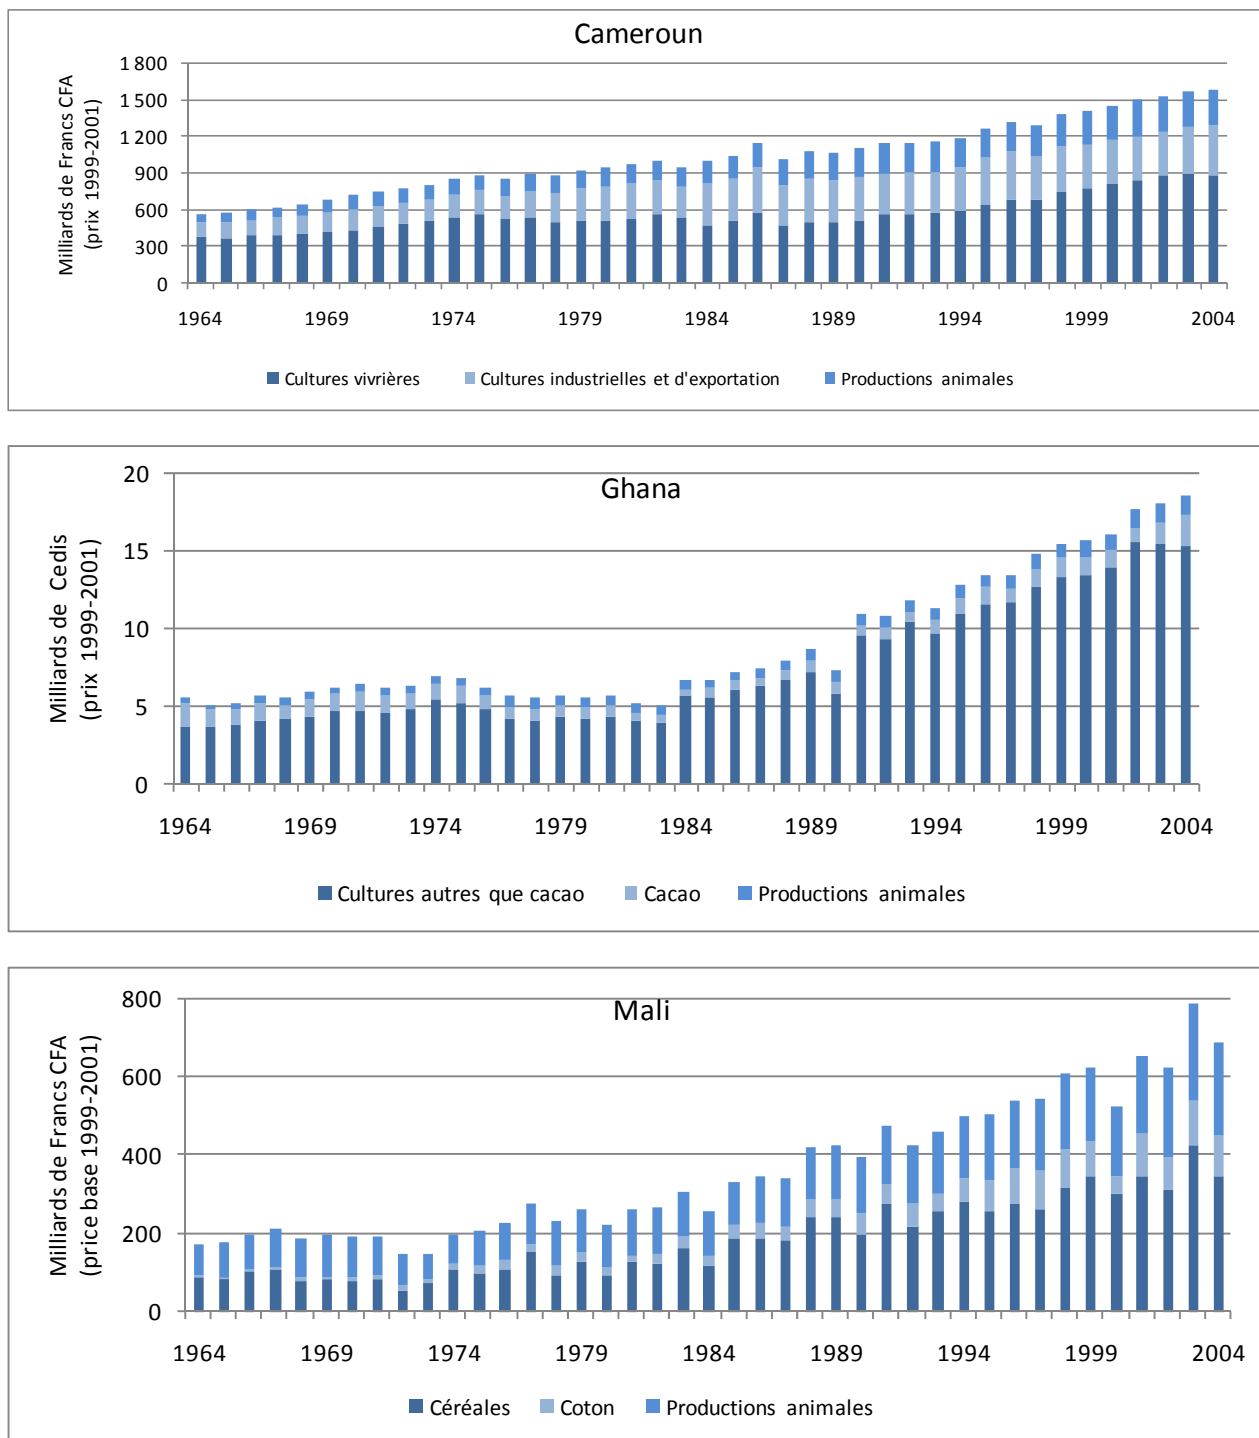 Cameroun
Milliards de Francs CFA
(prix 1999-2001)
1 800
1 500
1 200
900
600
300
0
1964 1969 1974 1979 1984 1989 1994 1999 2004
Cultures vivrières Cultures industrielles et d'exportation Productions animales
Ghana
Milliards de Cedis
(prix 1999-2001)
20
15
10
5
0
1964 1969 1974 1979 1984 1989 1994 1999 2004
Cultures autres que cacao Cacao Productions animales
Mali
Milliards de Francs CFA
(price base 1999-2001)
800
600
400
200
0
1964 1969 1974 1979 1984 1989 1994 1999 2004
Céréales Coton Productions animales